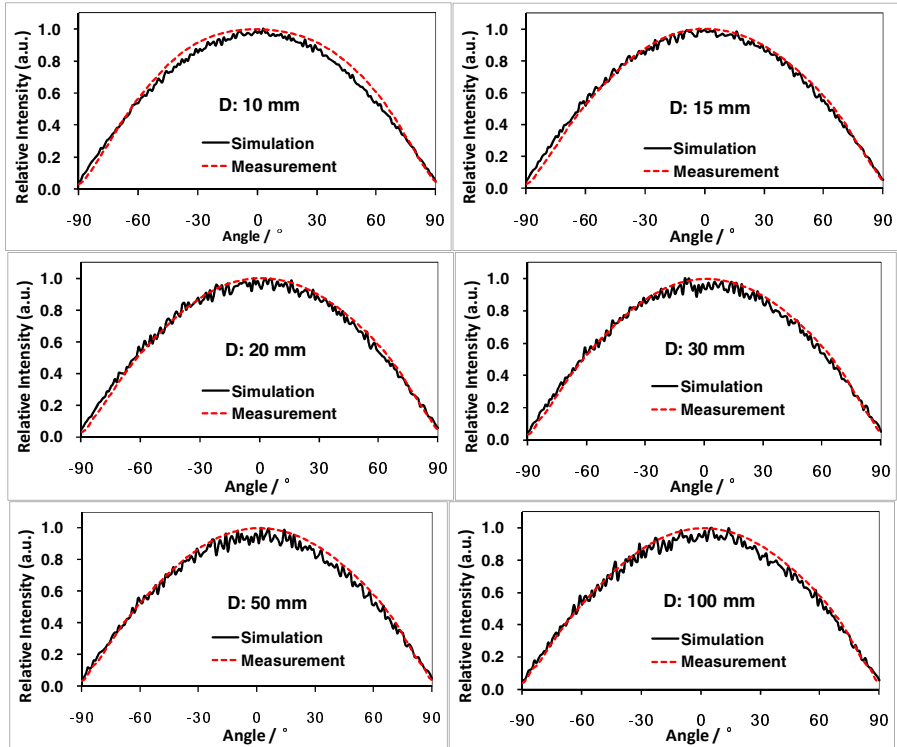 Relative Intensity (a.u.)
1.0
0.8
0.6
0.4
0.2
0.0
D: 10 mm
Simulation
Measurement
-90 -60 -30 0 30 60 90
Angle / °
Relative Intensity (a.u.)
1.0
0.8
0.6
0.4
0.2
0.0
D: 15 mm
Simulation
Measurement
-90 -60 -30 0 30 60 90
Angle / °
Relative Intensity (a.u.)
1.0
0.8
0.6
0.4
0.2
0.0
D: 20 mm
Simulation
Measurement
-90 -60 -30 0 30 60 90
Angle / °
Relative Intensity (a.u.)
1.0
0.8
0.6
0.4
0.2
0.0
D: 30 mm
Simulation
Measurement
-90 -60 -30 0 30 60 90
Angle / °
Relative Intensity (a.u.)
1.0
0.8
0.6
0.4
0.2
0.0
D: 50 mm
Simulation
Measurement
-90 -60 -30 0 30 60 90
Angle / °
Relative Intensity (a.u.)
1.0
0.8
0.6
0.4
0.2
0.0
D: 100 mm
Simulation
Measurement
-90 -60 -30 0 30 60 90
Angle / °